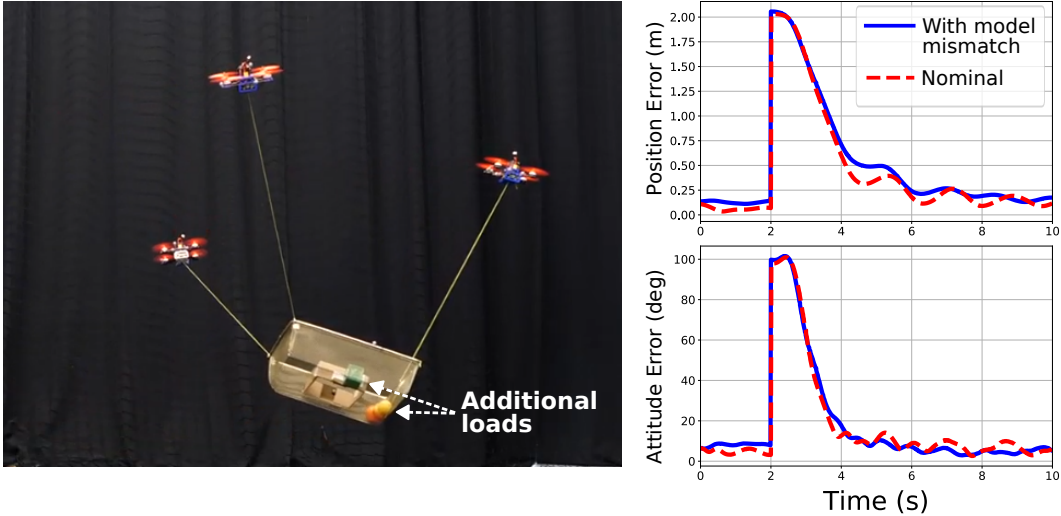 Additional
loads
Position Error (m)
2.00
1.75
1.50
1.25
1.00
0.75
0.50
0.25
0.00
With model
mismatch
Nominal
0 2 4 6 8 10
Attitude Error (deg)
100
80
60
40
20
0
0 2 4 6 8 10
Time (s)